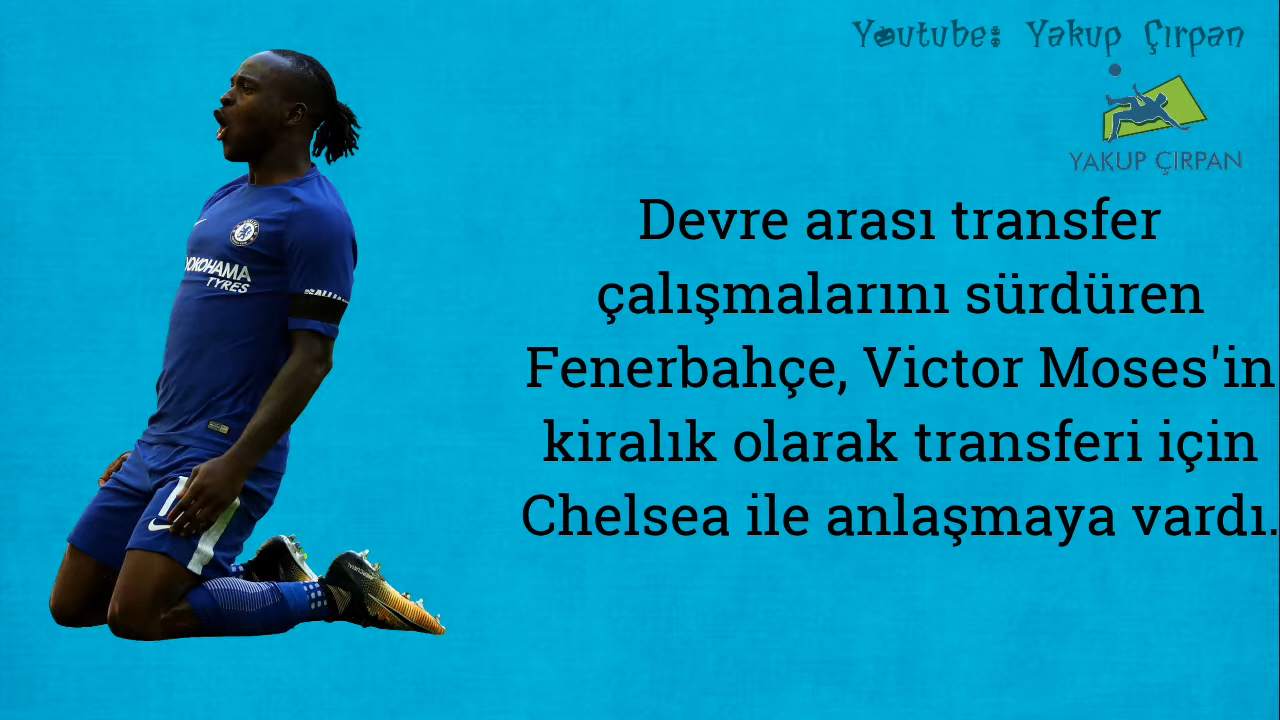 Youtube: Yakup Çırpan
YAKUP ÇIRPAN
Devre arası transfer
çalışmalarını sürdüren
Fenerbahçe, Victor Moses'in
kiralık olarak transferi için
Chelsea ile anlaşmaya vardı.
YOKOHAMA
TYRES